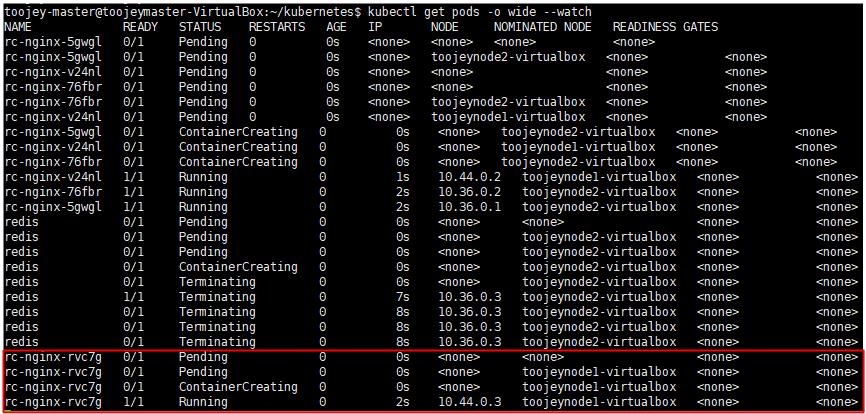 toojey-master@toojeymaster-VirtualBox:~/kubernetes$ kubectl get pods -o wide --watch
NAME READY STATUS RESTARTS AGE IP NODE NOMINATED NODE READINESS GATES
rc-nginx-5gwgl 0/1 Pending 0 0s <none> <none> <none> <none>
rc-nginx-5gwgl 0/1 Pending 0 0s <none> toojeynode2-virtualbox <none> <none>
rc-nginx-v24nl 0/1 Pending 0 0s <none> <none> <none> <none>
rc-nginx-76fbr 0/1 Pending 0 0s <none> <none> <none> <none>
rc-nginx-76fbr 0/1 Pending 0 0s <none> toojeynode2-virtualbox <none> <none>
rc-nginx-v24nl 0/1 Pending 0 0s <none> toojeynode1-virtualbox <none> <none>
rc-nginx-5gwgl 0/1 ContainerCreating 0 0s <none> toojeynode2-virtualbox <none> <none>
rc-nginx-v24nl 0/1 ContainerCreating 0 0s <none> toojeynode1-virtualbox <none> <none>
rc-nginx-76fbr 0/1 ContainerCreating 0 0s <none> toojeynode2-virtualbox <none> <none>
rc-nginx-v24nl 1/1 Running 0 1s 10.44.0.2 toojeynode1-virtualbox <none> <none>
rc-nginx-76fbr 1/1 Running 0 2s 10.36.0.2 toojeynode2-virtualbox <none> <none>
rc-nginx-5gwgl 1/1 Running 0 2s 10.36.0.1 toojeynode2-virtualbox <none> <none>
redis 0/1 Pending 0 0s <none> <none> <none> <none>
redis 0/1 Pending 0 0s <none> toojeynode2-virtualbox <none> <none>
redis 0/1 Pending 0 0s <none> toojeynode2-virtualbox <none> <none>
redis 0/1 ContainerCreating 0 0s <none> toojeynode2-virtualbox <none> <none>
redis 0/1 Terminating 0 0s <none> toojeynode2-virtualbox <none> <none>
redis 1/1 Terminating 0 7s 10.36.0.3 toojeynode2-virtualbox <none> <none>
redis 0/1 Terminating 0 8s 10.36.0.3 toojeynode2-virtualbox <none> <none>
redis 0/1 Terminating 0 8s 10.36.0.3 toojeynode2-virtualbox <none> <none>
redis 0/1 Terminating 0 8s 10.36.0.3 toojeynode2-virtualbox <none> <none>
rc-nginx-rvc7g 0/1 Pending 0 0s <none> <none> <none> <none>
rc-nginx-rvc7g 0/1 Pending 0 0s <none> toojeynode1-virtualbox <none> <none>
rc-nginx-rvc7g 0/1 ContainerCreating 0 0s <none> toojeynode1-virtualbox <none> <none>
rc-nginx-rvc7g 1/1 Running 0 2s 10.44.0.3 toojeynode1-virtualbox <none> <none>